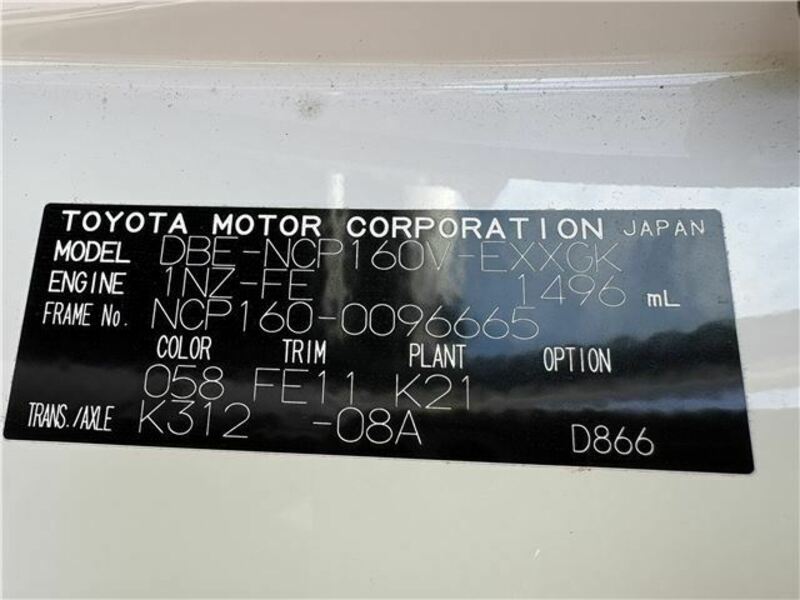 TOYOTA MOTOR CORPORATION JAPAN
MODEL DBE-NCP160V-EXXGK
ENGINE 1NZ-FE 1496 mL
FRAME No. NCP160-0096665
COLOR TRIM PLANT OPTION
058 FE11 K21
TRANS./AXLE K312 -08A D866